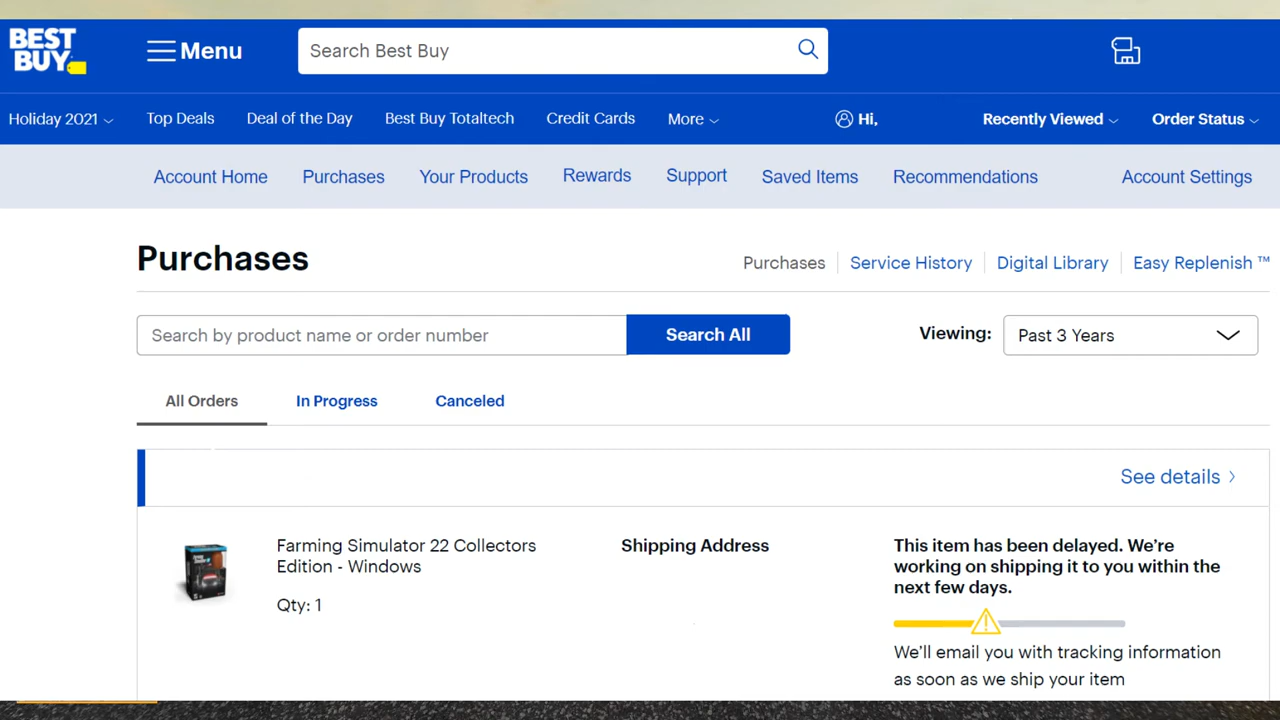 BEST
BUY
Menu
Search Best Buy
Holiday 2021
Top Deals
Deal of the Day
Best Buy Totaltech
Credit Cards
More
Hi,
Recently Viewed
Order Status
Account Home
Purchases
Your Products
Rewards
Support
Saved Items
Recommendations
Account Settings
Purchases
Purchases
Service History
Digital Library
Easy Replenish ™
Search by product name or order number
Search All
Viewing:
Past 3 Years
All Orders
In Progress
Canceled
See details
Farming Simulator 22 Collectors
Edition - Windows
Qty: 1
Shipping Address
This item has been delayed. We’re
working on shipping it to you within the
next few days.
We’ll email you with tracking information
as soon as we ship your item